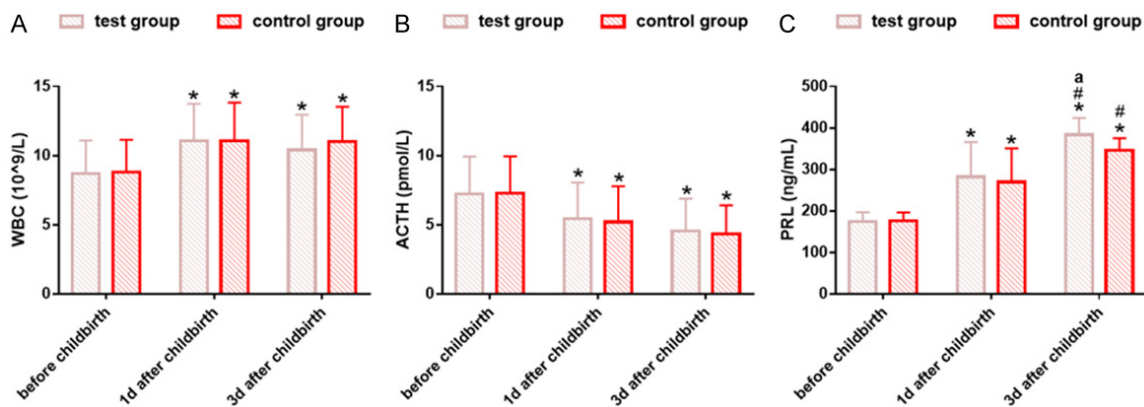 A test group control group
15
10
5
0
WBC (10^9/L)
* *
* *
before childbirth
1d after childbirth
3d after childbirth
B test group control group
15
10
5
0
ACTH (pmol/L)
* *
* *
before childbirth
1d after childbirth
3d after childbirth
C test group control group
500
400
300
200
100
0
PRL (ng/mL)
* *
a
#
*
#
*
before childbirth
1d after childbirth
3d after childbirth